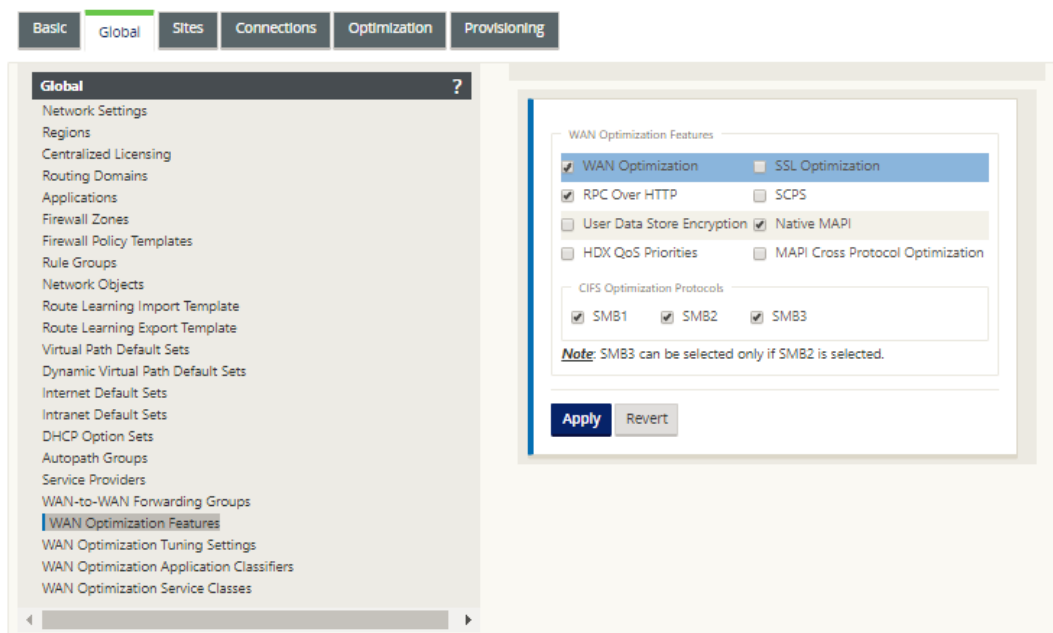 Basic Global Sites Connections Optimization Provisioning
Global ?
Network Settings
Regions
Centralized Licensing
Routing Domains
Applications
Firewall Zones
Firewall Policy Templates
Rule Groups
Network Objects
Route Learning Import Template
Route Learning Export Template
Virtual Path Default Sets
Dynamic Virtual Path Default Sets
Internet Default Sets
Intranet Default Sets
DHCP Option Sets
Autopath Groups
Service Providers
WAN-to-WAN Forwarding Groups
WAN Optimization Features
WAN Optimization Tuning Settings
WAN Optimization Application Classifiers
WAN Optimization Service Classes
WAN Optimization Features
WAN Optimization SSL Optimization
RPC Over HTTP SCPS
User Data Store Encryption Native MAPI
HDX QoS Priorities MAPI Cross Protocol Optimization
CIFS Optimization Protocols
SMB1 SMB2 SMB3
Note: SMB3 can be selected only if SMB2 is selected.
Apply Revert